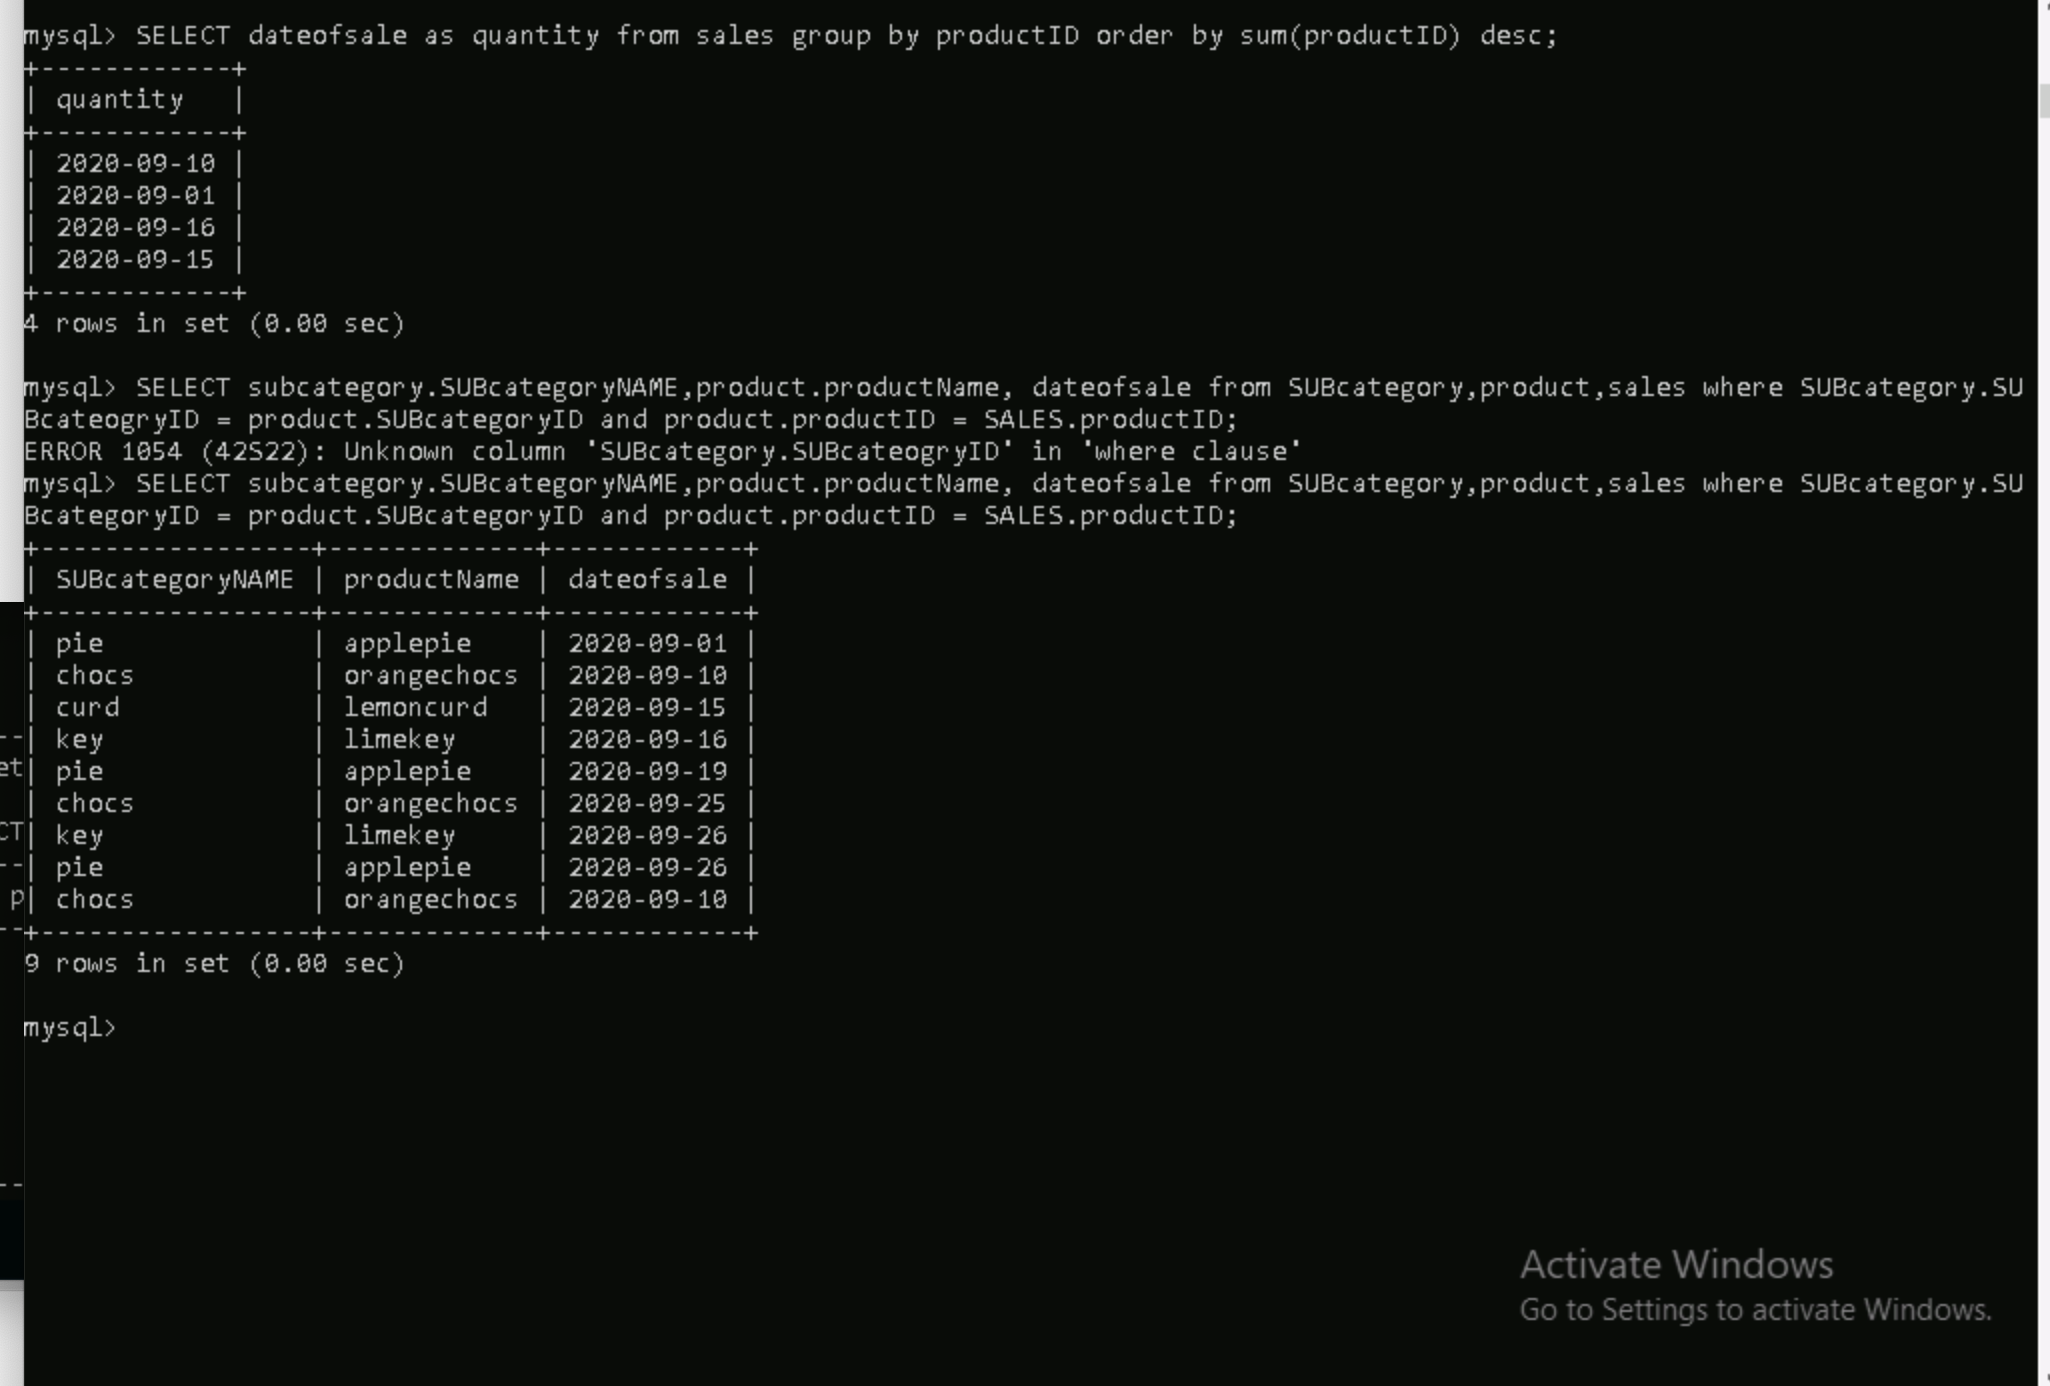 mysql> SELECT dateofsale as quantity from sales group by productID order by sum(productID) desc;
+------------+
| quantity   |
+------------+
| 2020-09-10 |
| 2020-09-01 |
| 2020-09-16 |
| 2020-09-15 |
+------------+
4 rows in set (0.00 sec)
mysql> SELECT subcategory.SUBcategoryNAME,product.productName, dateofsale from SUBcategory,product,sales where SUBcategory.SU
BcateogryID = product.SUBcategoryID and product.productID = SALES.productID;
ERROR 1054 (42S22): Unknown column 'SUBcategory.SUBcateogryID' in 'where clause'
mysql> SELECT subcategory.SUBcategoryNAME,product.productName, dateofsale from SUBcategory,product,sales where SUBcategory.SU
BcategoryID = product.SUBcategoryID and product.productID = SALES.productID;
+-----------------+-------------+------------+
| SUBcategoryNAME | productName | dateofsale |
+-----------------+-------------+------------+
| pie             | applepie    | 2020-09-01 |
| chocs           | orangechocs | 2020-09-10 |
| curd            | lemoncurd   | 2020-09-15 |
| key             | limekey     | 2020-09-16 |
| pie             | applepie    | 2020-09-19 |
| chocs           | orangechocs | 2020-09-25 |
| key             | limekey     | 2020-09-26 |
| pie             | applepie    | 2020-09-26 |
| chocs           | orangechocs | 2020-09-10 |
+-----------------+-------------+------------+
9 rows in set (0.00 sec)
mysql>
et
CT
p
Activate Windows
Go to Settings to activate Windows.